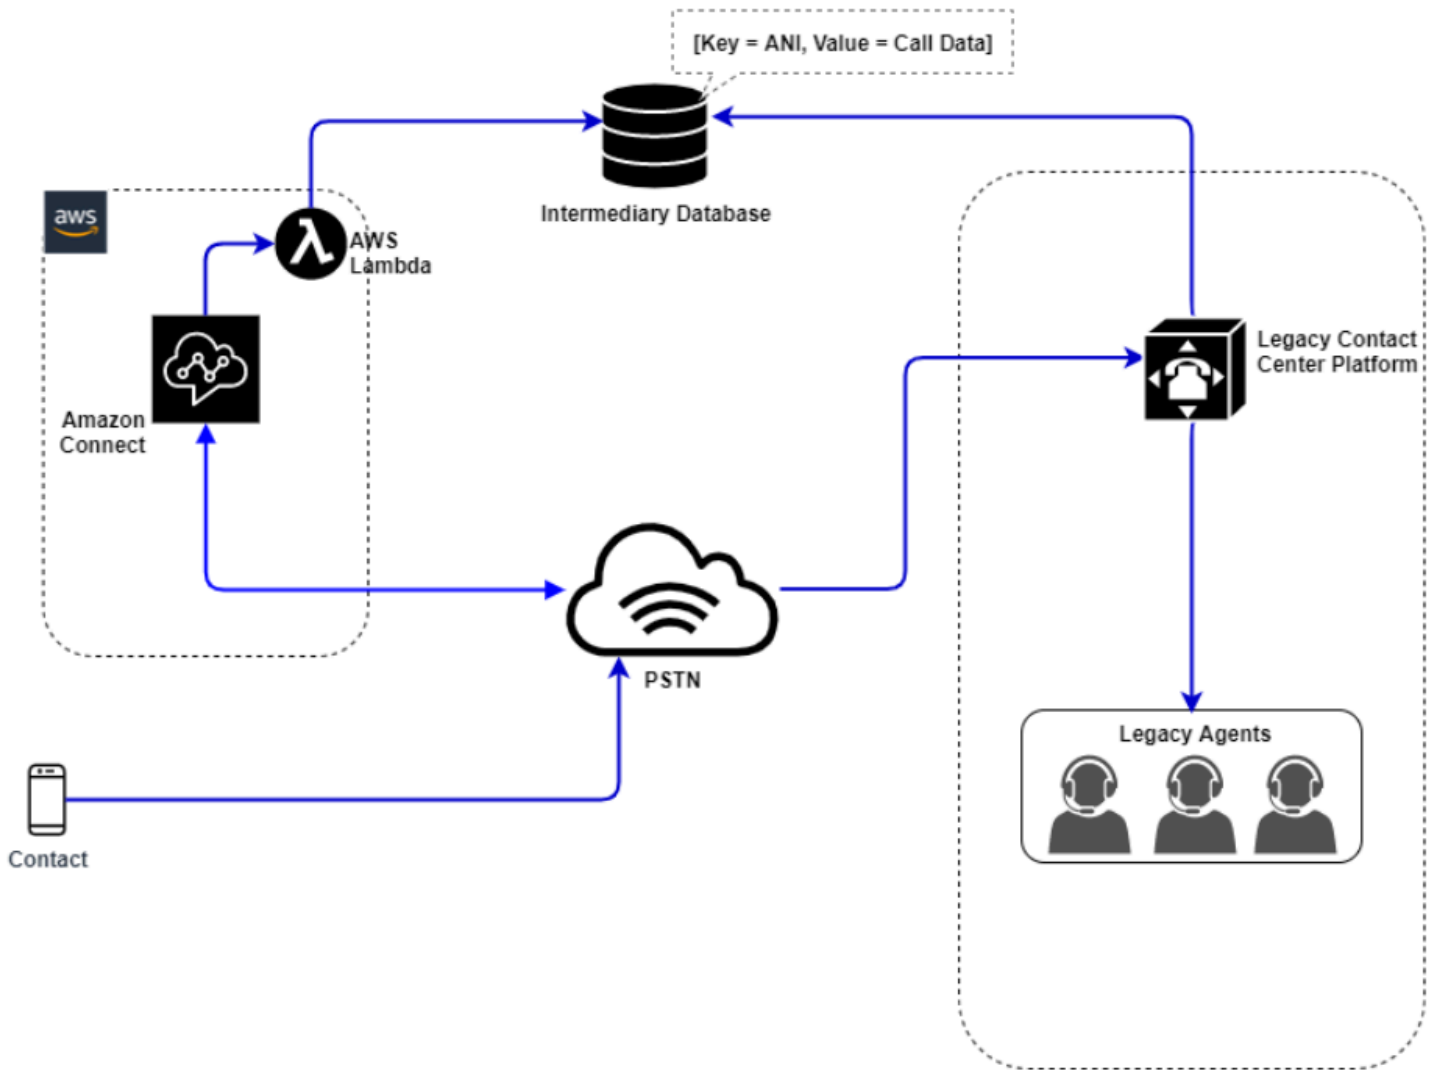 [Key = ANI, Value = Call Data]
Intermediary Database
aws
AWS
Lambda
Amazon
Connect
Legacy Contact
Center Platform
PSTN
Legacy Agents
Contact